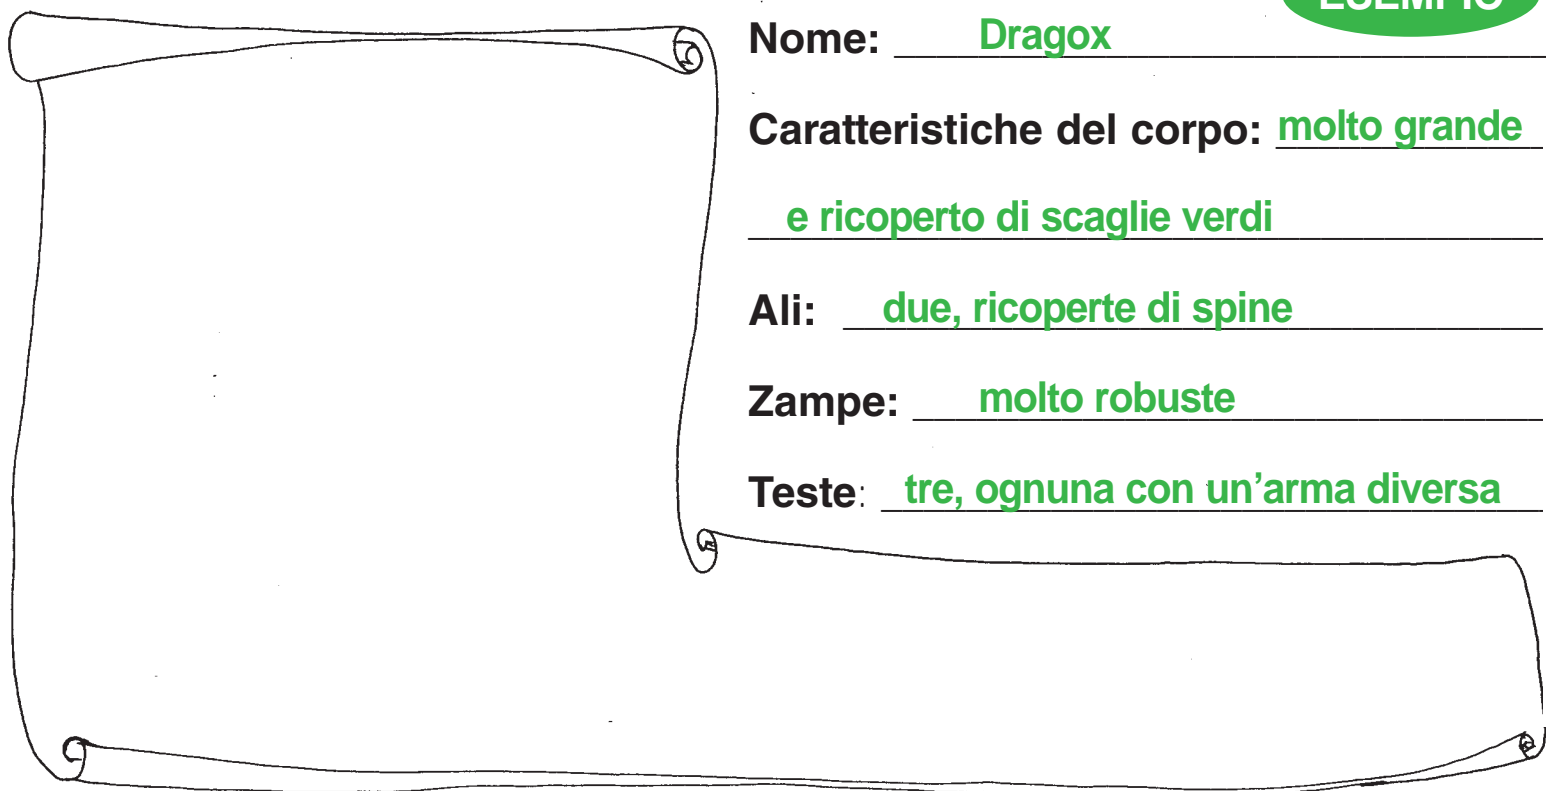 ESEMPIO
Nome: Dragox
Caratteristiche del corpo: molto grande
e ricoperto di scaglie verdi
Ali: due, ricoperte di spine
Zampe: molto robuste
Teste: tre, ognuna con un'arma diversa